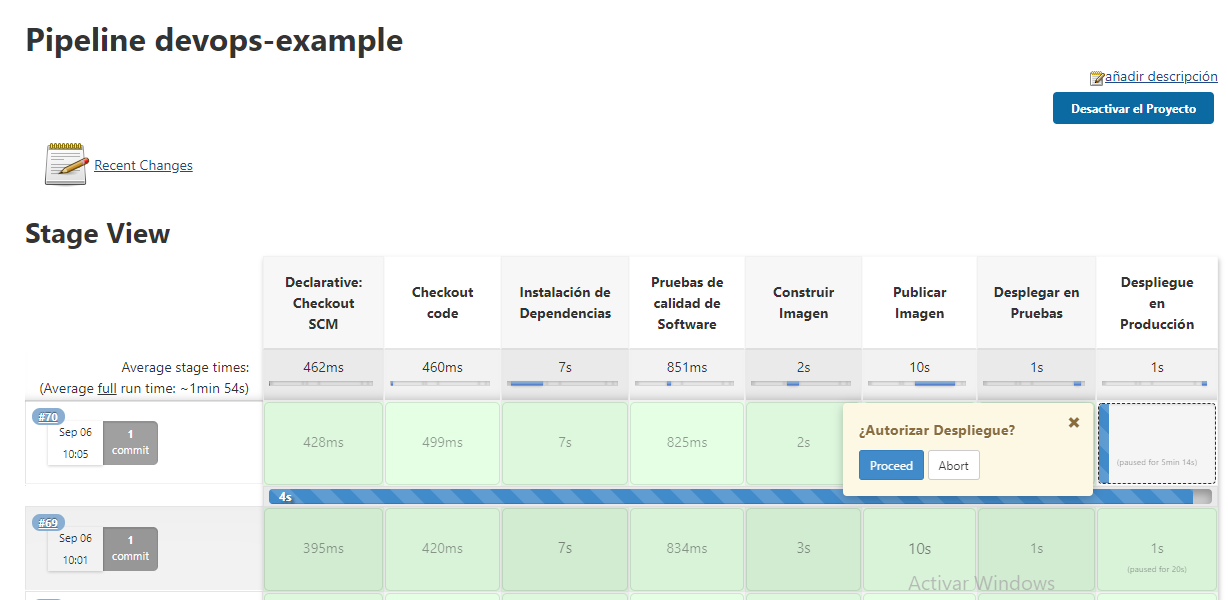 Pipeline devops-example
añadir descripción
Desactivar el Proyecto
Recent Changes
Stage View
Declarative:
Checkout
SCM
Checkout
code
Instalación de
Dependencias
Pruebas de
calidad de
Software
Construir
Imagen
Publicar
Imagen
Desplegar en
Pruebas
Despliegue
en
Producción
Average stage times:
(Average full run time: ~1min 54s)
462ms
460ms
7s
851ms
2s
10s
1s
1s
#70
Sep 06
10:05
1
commit
428ms
499ms
7s
825ms
2s
¿Autorizar Despliegue?
✖
Proceed
Abort
(paused for 5min 14s)
4s
#69
Sep 06
10:01
1
commit
395ms
420ms
7s
834ms
3s
10s
1s
1s
(paused for 20s)
Activar Windows